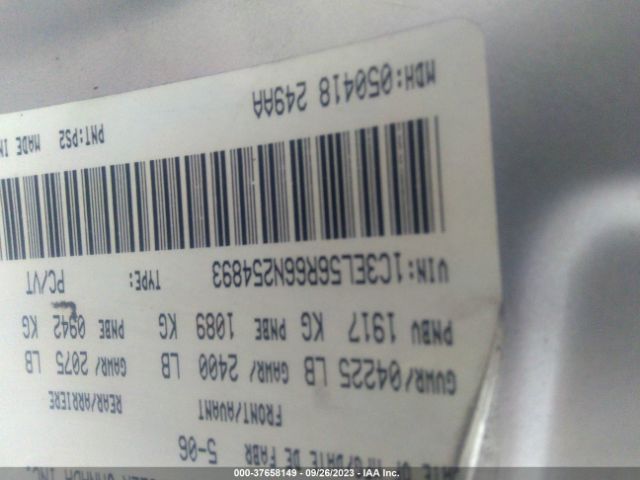 CANADA INC.
DATE DE FABR 5-06
FRONT/AVANT REAR/ARRIERE
GVWR/04225 LB GAWR/ 2400 LB GAWR/ 2075 LB
PNBV 1917 KG PNBE 1089 KG PNBE 0942 KG
VIN:1C3EL56R66N254893 TYPE: PC/VT
MDH:050418 249AA PNT:PS2 MADE IN
000-37658149 - 09/26/2023 - IAA Inc.